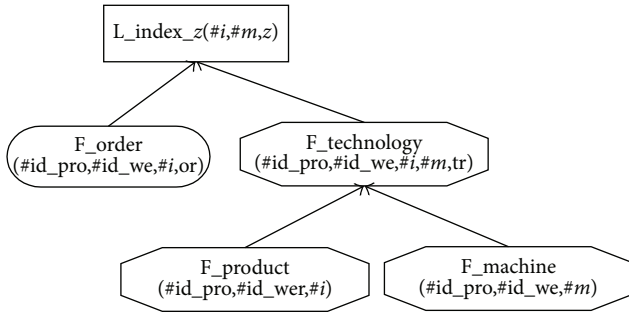 L_index_z(#i,#m,z)
F_order
(#id_pro,#id_we,#i,or)
F_technology
(#id_pro,#id_we,#i,#m,tr)
F_product
(#id_pro,#id_wer,#i)
F_machine
(#id_pro,#id_we,#m)